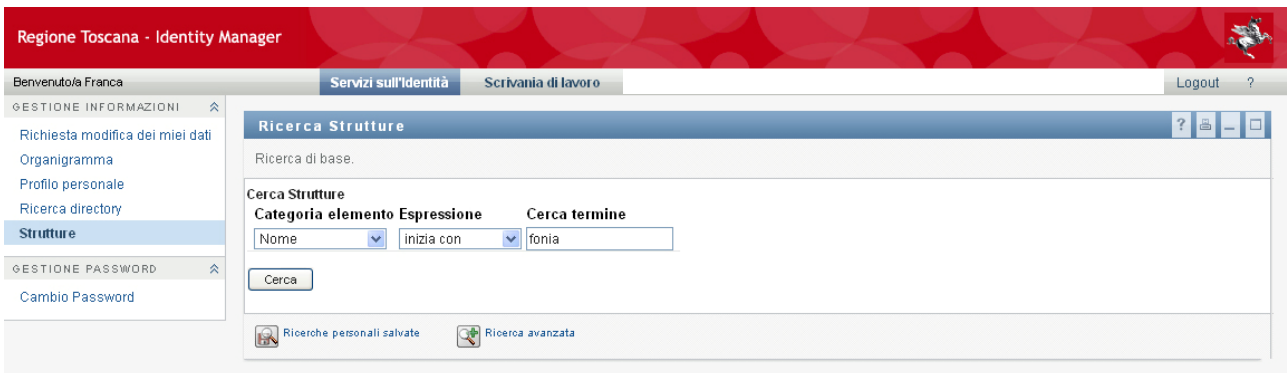 Regione Toscana - Identity Manager
Benvenuto/a Franca
Servizi sull'Identità
Scrivania di lavoro
Logout
?
GESTIONE INFORMAZIONI
Richiesta modifica dei miei dati
Organigramma
Profilo personale
Ricerca directory
Strutture
GESTIONE PASSWORD
Cambio Password
Ricerca Strutture
?
Ricerca di base.
Cerca Strutture
Categoria elemento Espressione Cerca termine
Nome inizia con fonia
Cerca
Ricerche personali salvate Ricerca avanzata